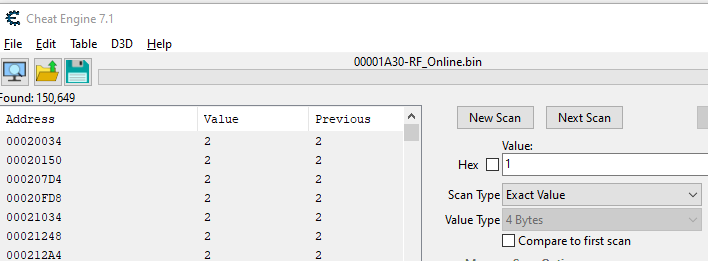 Cheat Engine 7.1
File Edit Table D3D Help
00001A30-RF_Online.bin
Found: 150,649
Address Value Previous
00020034 2 2
00020150 2 2
000207D4 2 2
00020FD8 2 2
00021034 2 2
00021248 2 2
000212A4 2 2
New Scan Next Scan
Value:
Hex 1
Scan Type Exact Value
Value Type 4 Bytes
Compare to first scan